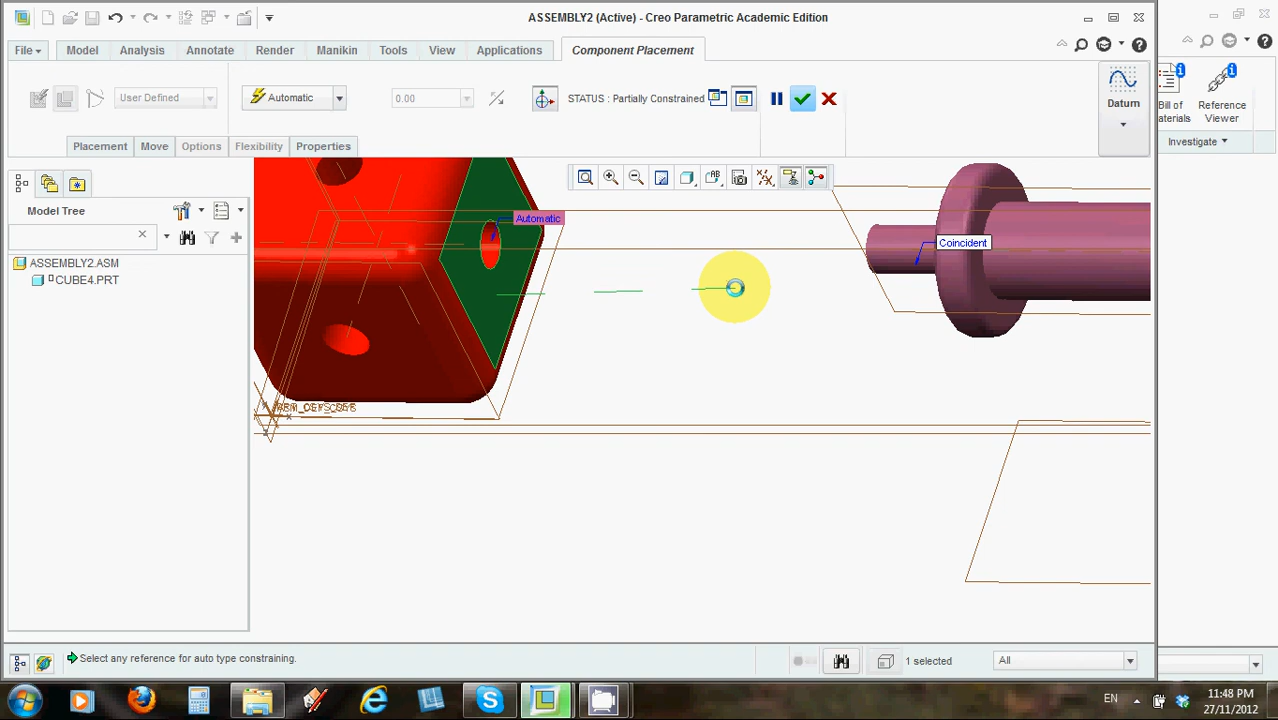 ASSEMBLY2 (Active) - Creo Parametric Academic Edition
File Model Analysis Annotate Render Manikin Tools View Applications Component Placement
User Defined Automatic 0.00 STATUS : Partially Constrained
Datum
Bill of
aterials
Reference
Viewer
Investigate
Placement Move Options Flexibility Properties
Model Tree
ASSEMBLY2.ASM
CUBE4.PRT
Automatic
Coincident
Select any reference for auto type constraining.
1 selected
All
EN
11:48 PM
27/11/2012